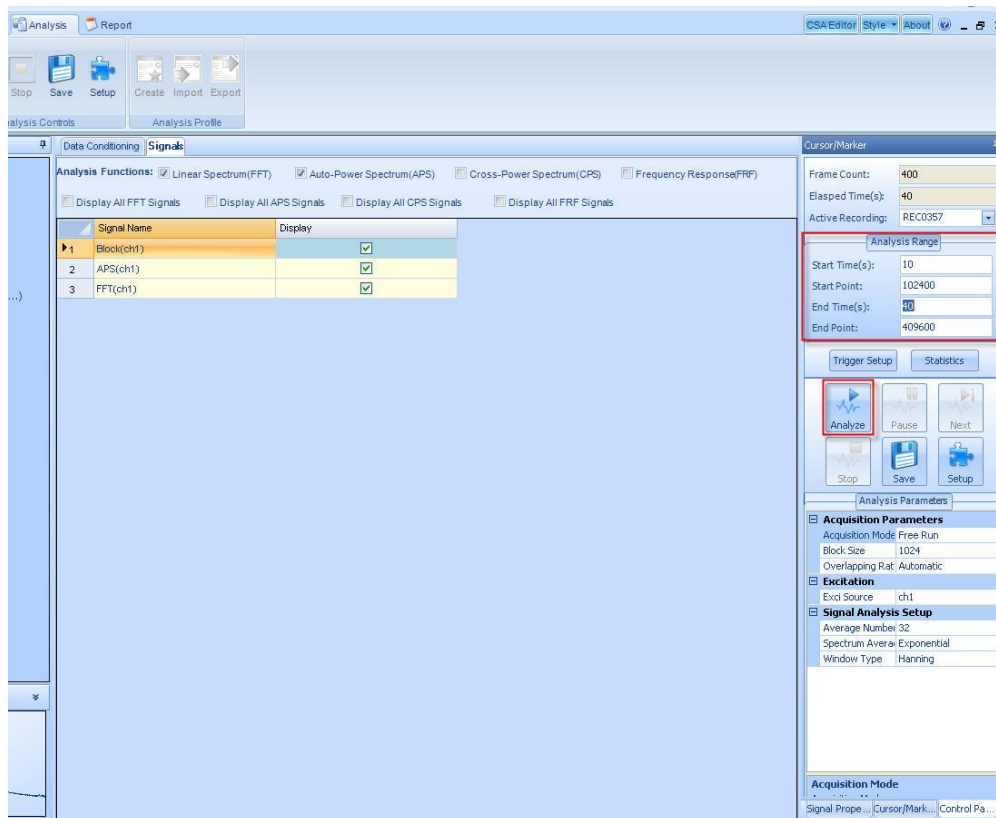 Analysis Report CSA Editor Style About
Stop Save Setup Create Import Export
alysis Controls Analysis Profile
Data Conditioning Signals
Analysis Functions: Linear Spectrum(FFT) Auto-Power Spectrum(APS) Cross-Power Spectrum(CPS) Frequency Response(FRF)
Display All FFT Signals Display All APS Signals Display All CPS Signals Display All FRF Signals
Signal Name Display
1 Block(ch1)
2 APS(ch1)
3 FFT(ch1)
...)
Cursor/Marker
Frame Count: 400
Elasped Time(s): 40
Active Recording: REC0357
Analysis Range
Start Time(s): 10
Start Point: 102400
End Time(s): 40
End Point: 409600
Trigger Setup Statistics
Analyze Pause Next
Stop Save Setup
Analysis Parameters
Acquisition Parameters
Acquisition Mode Free Run
Block Size 1024
Overlapping Rat Automatic
Excitation
Exci Source ch1
Signal Analysis Setup
Average Number 32
Spectrum Avera Exponential
Window Type Hanning
Acquisition Mode
Signal Prope... Cursor/Mark... Control Pa...